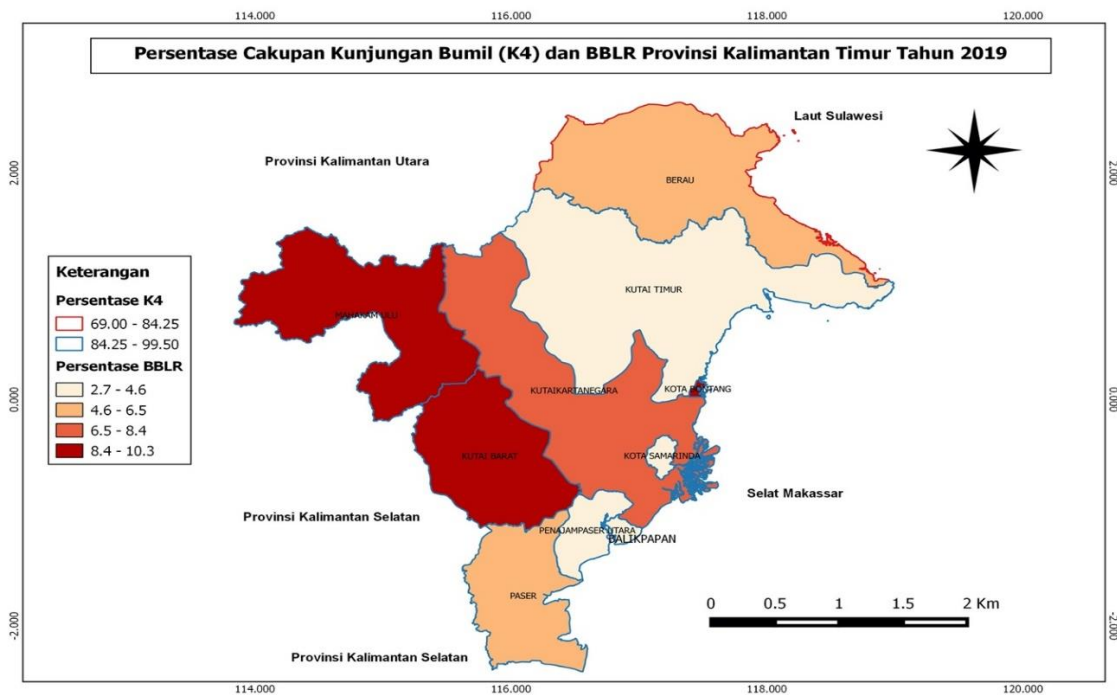 114.000 116.000 118.000 120.000
Persentase Cakupan Kunjungan Bumil (K4) dan BBLR Provinsi Kalimantan Timur Tahun 2019
Laut Sulawesi
Provinsi Kalimantan Utara
2.000 2.000
BERAU
Keterangan
Persentase K4
69.00 - 84.25
84.25 - 99.50
Persentase BBLR
2.7 - 4.6
4.6 - 6.5
6.5 - 8.4
8.4 - 10.3
KUTAI TIMUR
MAHAKAM ULU
0.000 0.000
KUTAIKARTANEGARA
KOTA BONTANG
KUTAI BARAT
KOTA SAMARINDA
Selat Makassar
Provinsi Kalimantan Selatan
PENAJAMPASER UTARA
BALIKPAPAN
PASER
0 0.5 1 1.5 2 Km
-2.000 -2.000
Provinsi Kalimantan Selatan
114.000 116.000 118.000 120.000